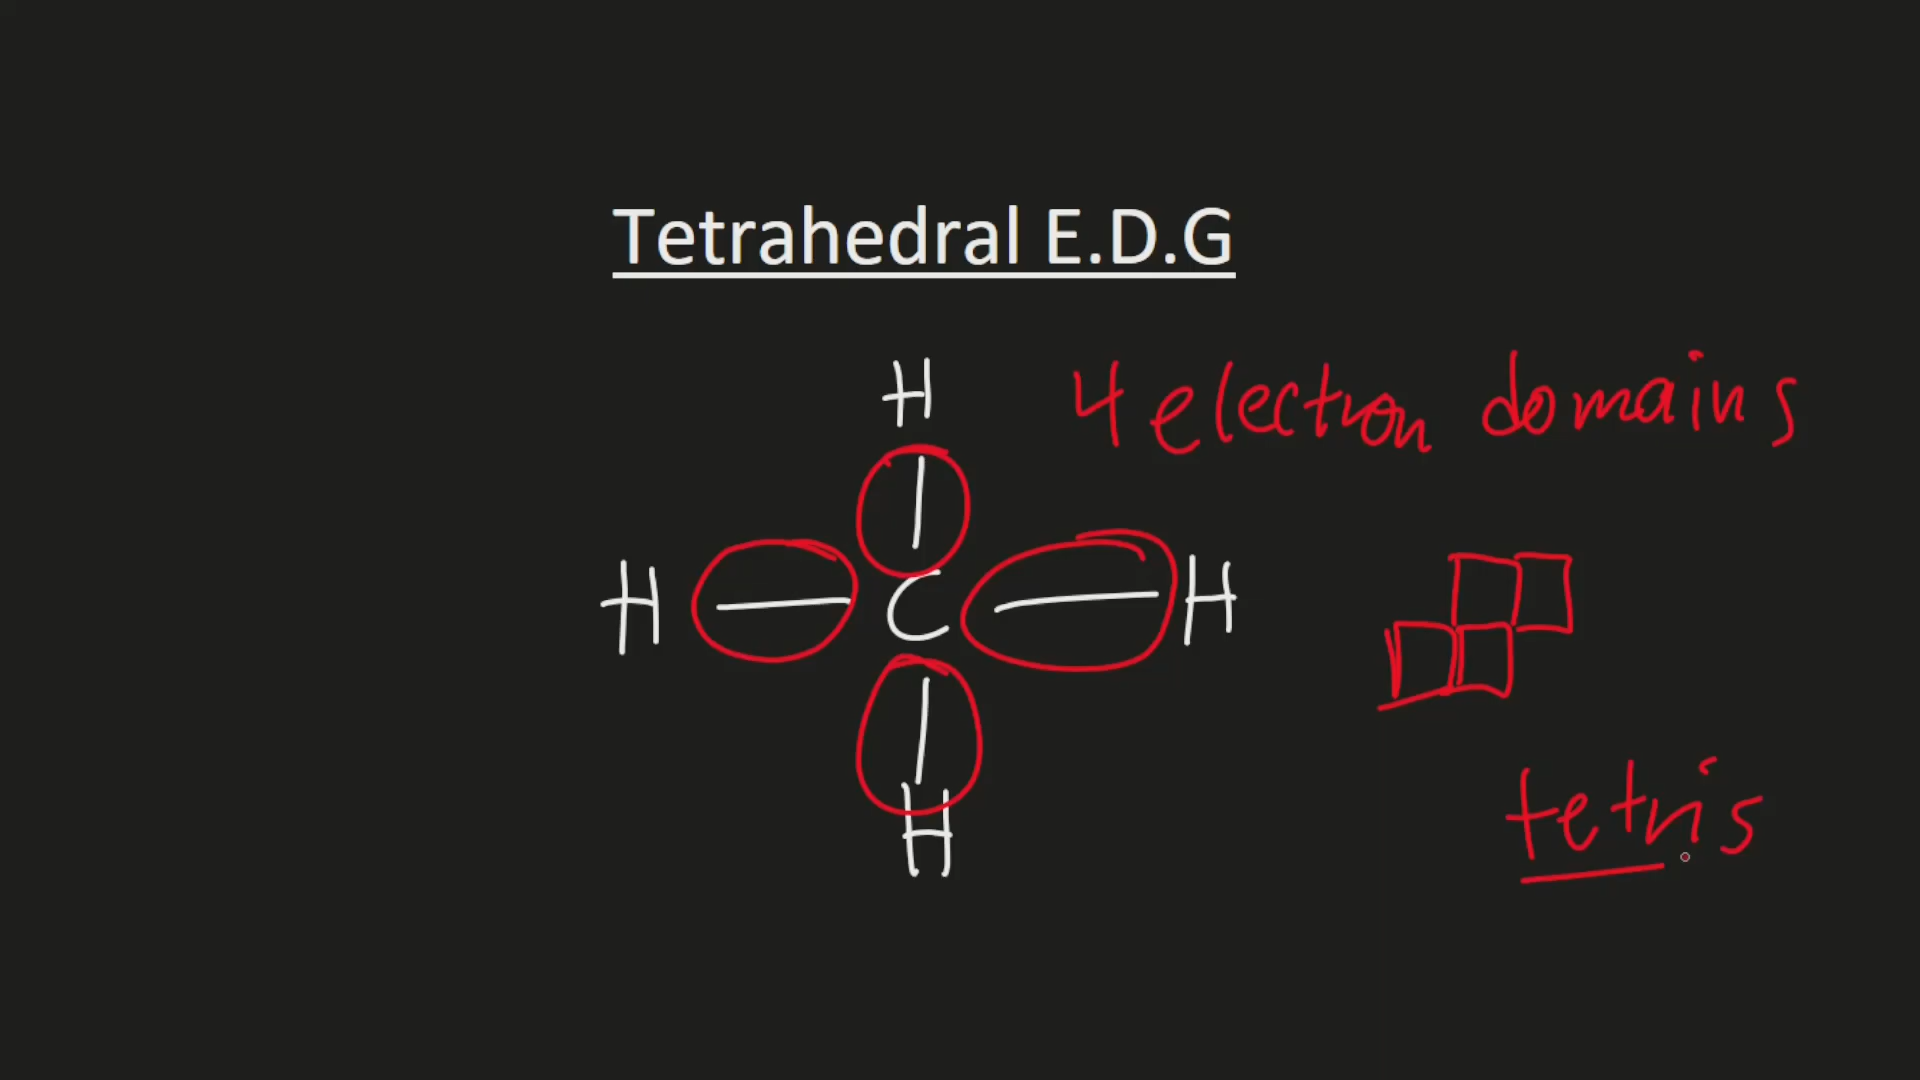 Tetrahedral E.D.G
H
4 electron domains
H C H
H
tetris